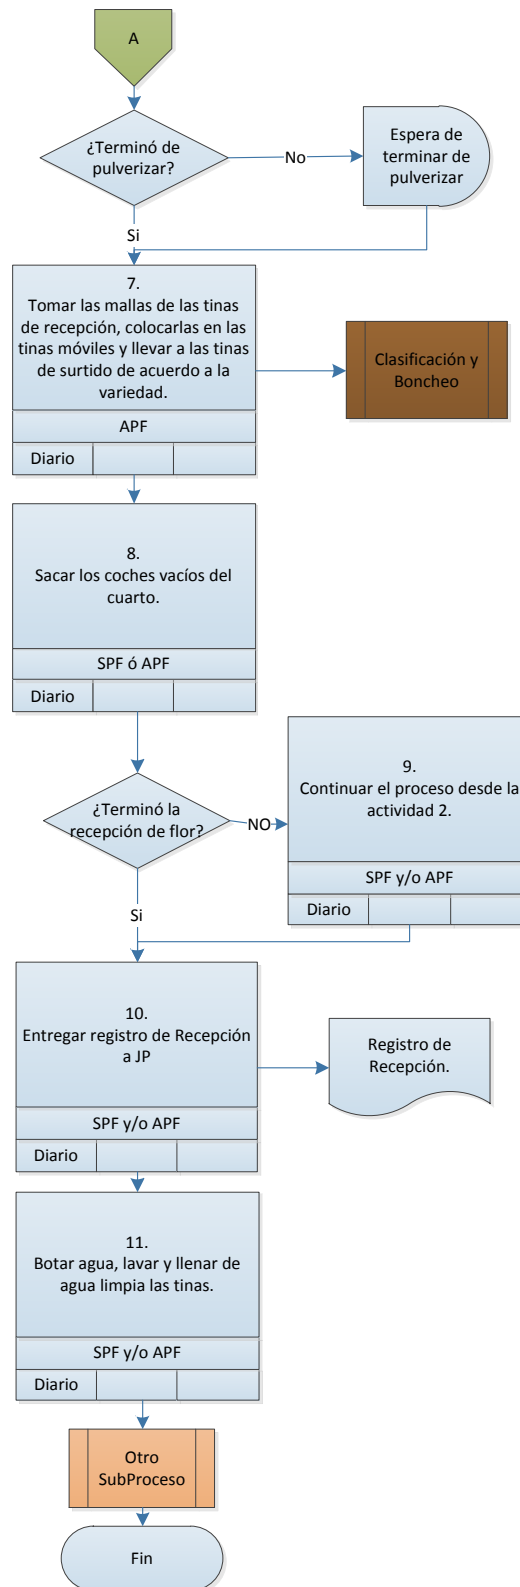 A
¿Terminó de
pulverizar?
No
Espera de
terminar de
pulverizar
Si
7.
Tomar las mallas de las tinas
de recepción, colocarlas en las
tinas móviles y llevar a las tinas
de surtido de acuerdo a la
variedad.
APF
Diario
Clasificación y
Boncheo
8.
Sacar los coches vacíos del
cuarto.
SPF ó APF
Diario
¿Terminó la
recepción de flor?
NO
9.
Continuar el proceso desde la
actividad 2.
SPF y/o APF
Diario
Si
10.
Entregar registro de Recepción
a JP
SPF y/o APF
Diario
Registro de
Recepción.
11.
Botar agua, lavar y llenar de
agua limpia las tinas.
SPF y/o APF
Diario
Otro
SubProceso
Fin